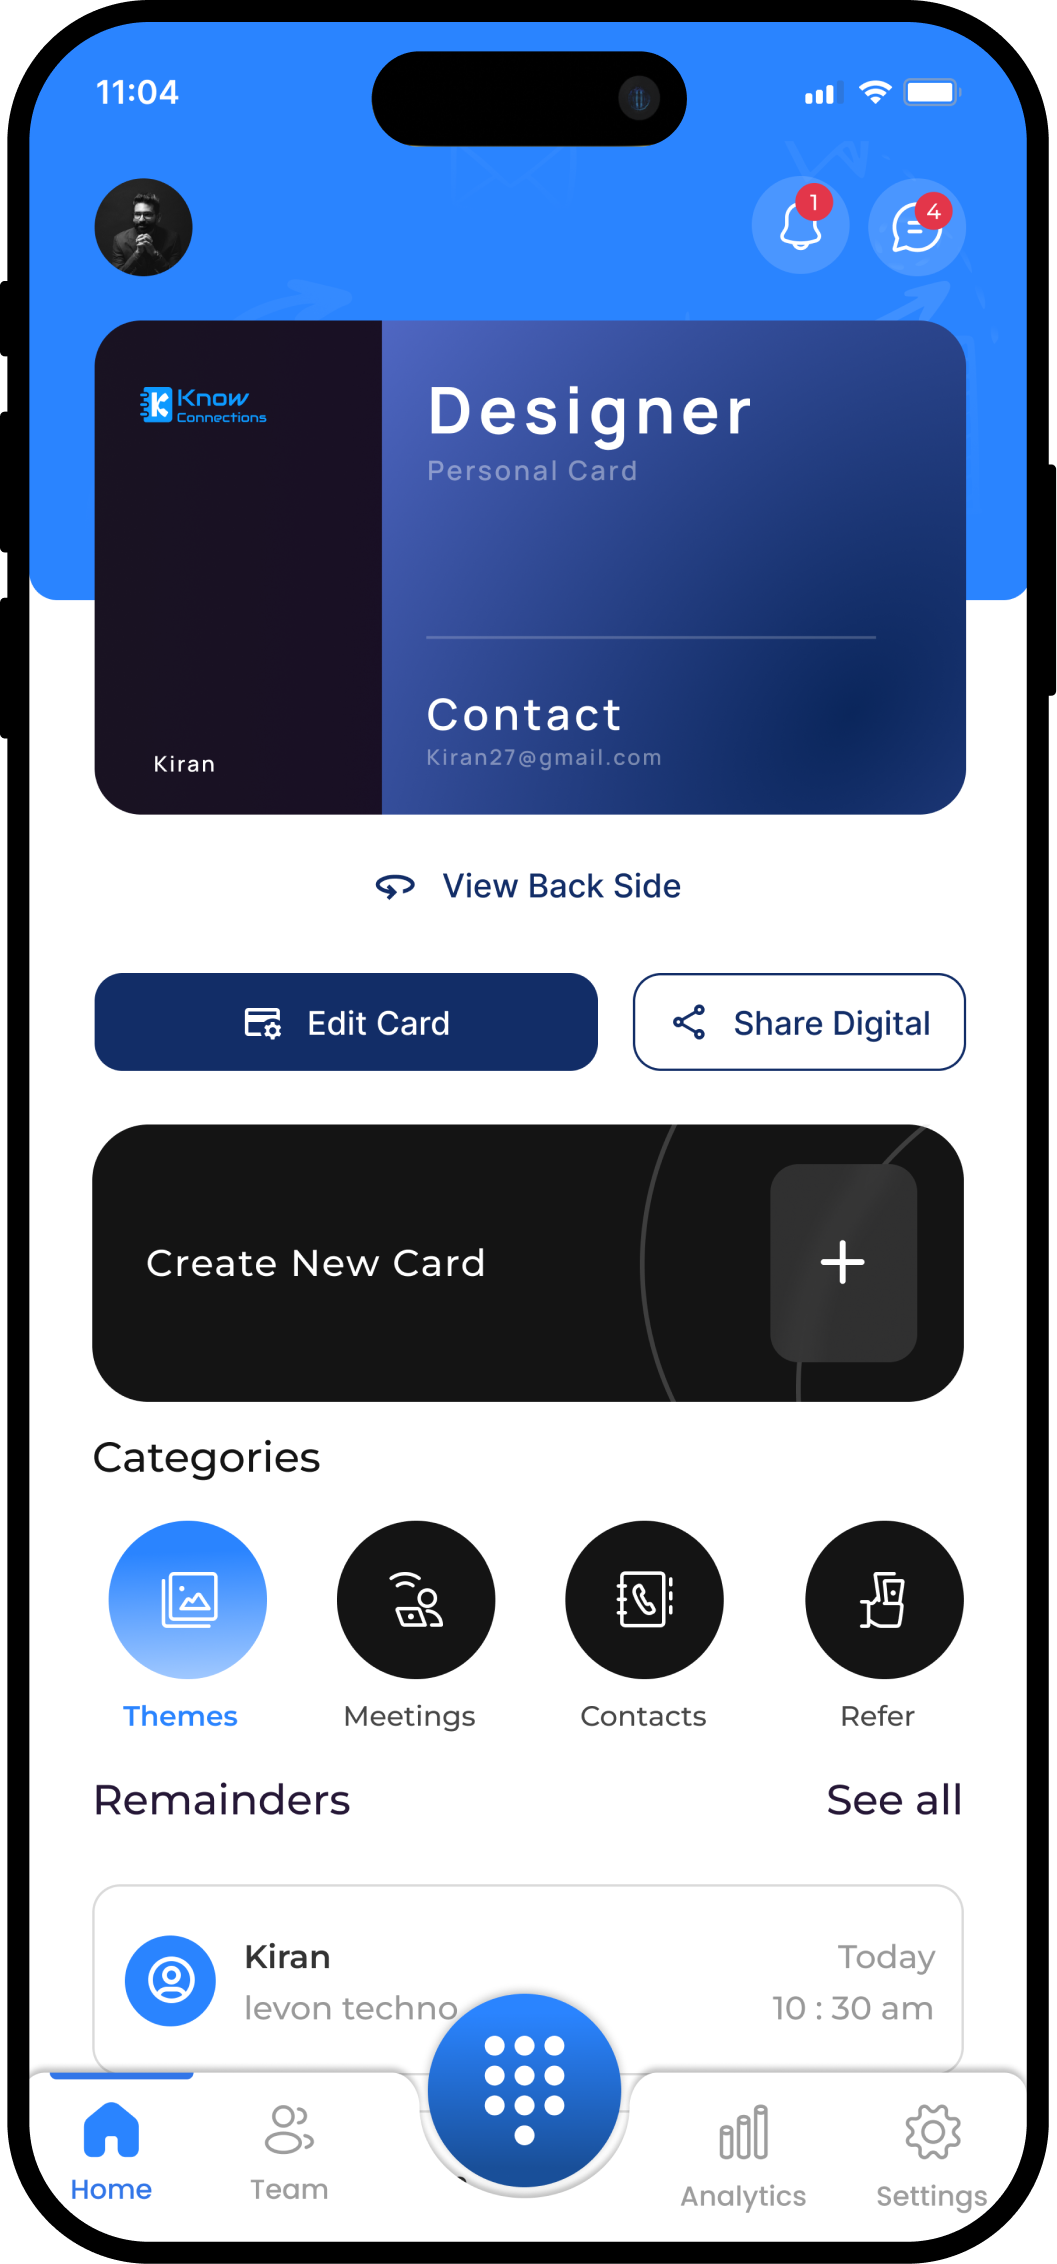 11:04
1
4
Know
Connections
Designer
Personal Card
Contact
Kiran27@gmail.com
Kiran
View Back Side
Edit Card
Share Digital
Create New Card
Categories
Themes
Meetings
Contacts
Refer
Remainders
See all
Kiran
Today
levon techno
10 : 30 am
Home
Team
Analytics
Settings